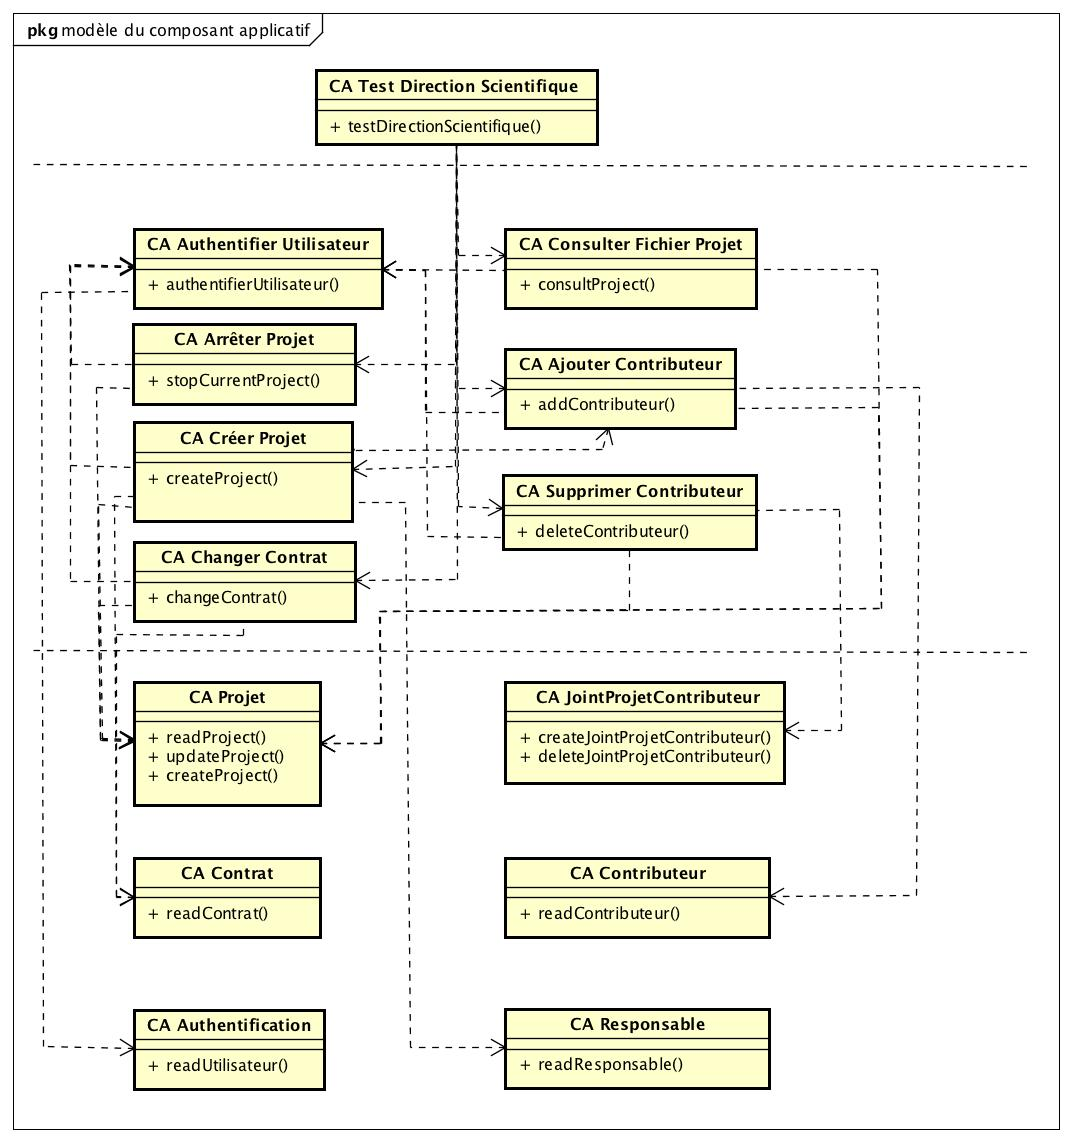 pkg modèle du composant applicatif
CA Test Direction Scientifique
+ testDirectionScientifique()
CA Authentifier Utilisateur
+ authentifierUtilisateur()
CA Consulter Fichier Projet
+ consultProject()
CA Arrêter Projet
+ stopCurrentProject()
CA Ajouter Contributeur
+ addContributeur()
CA Créer Projet
+ createProject()
CA Supprimer Contributeur
+ deleteContributeur()
CA Changer Contrat
+ changeContrat()
CA Projet
+ readProject()
+ updateProject()
+ createProject()
CA JointProjetContributeur
+ createJointProjetContributeur()
+ deleteJointProjetContributeur()
CA Contrat
+ readContrat()
CA Contributeur
+ readContributeur()
CA Authentification
+ readUtilisateur()
CA Responsable
+ readResponsable()